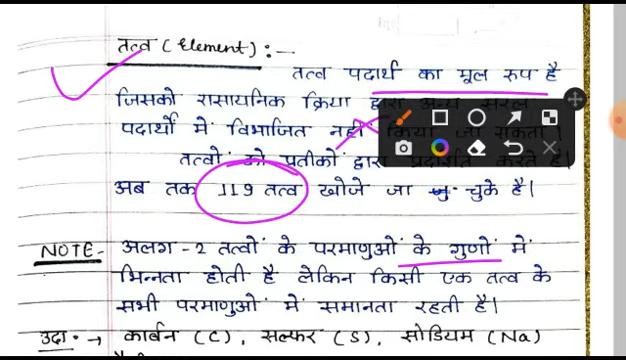 तत्व (Element) :-
तत्व पदार्थ का मूल रुप है
जिसको रासायनिक क्रिया द्वारा अन्य सरल
पदार्थो में विभाजित नहीं किया जा सकता।
तत्वों को प्रतीकों द्वारा प्रदर्शित करते है।
अब तक 119 तत्व खोजे जा चुके है।
NOTE- अलग-2 तत्वों के परमाणुओं के गुणों में
भिन्नता होती है लेकिन किसी एक तत्व के
सभी परमाणुओं में समानता रहती है।
उदा॰ → कार्बन (C), सल्फर (S), सोडियम (Na)